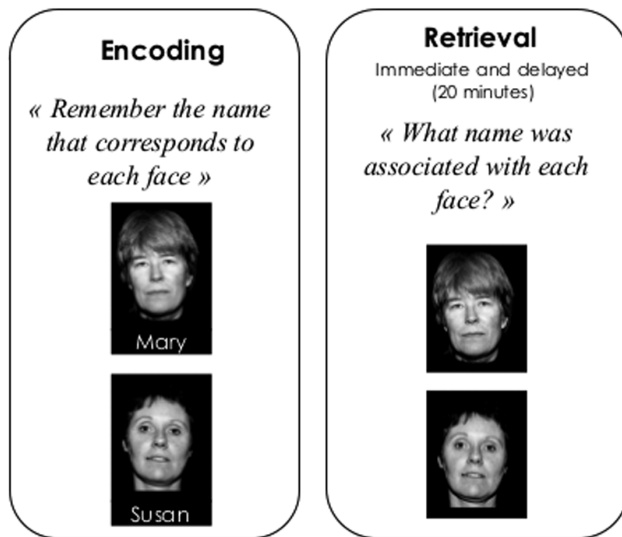 Encoding
« Remember the name
that corresponds to
each face »
Mary
Susan
Retrieval
Immediate and delayed
(20 minutes)
« What name was
associated with each
face? »